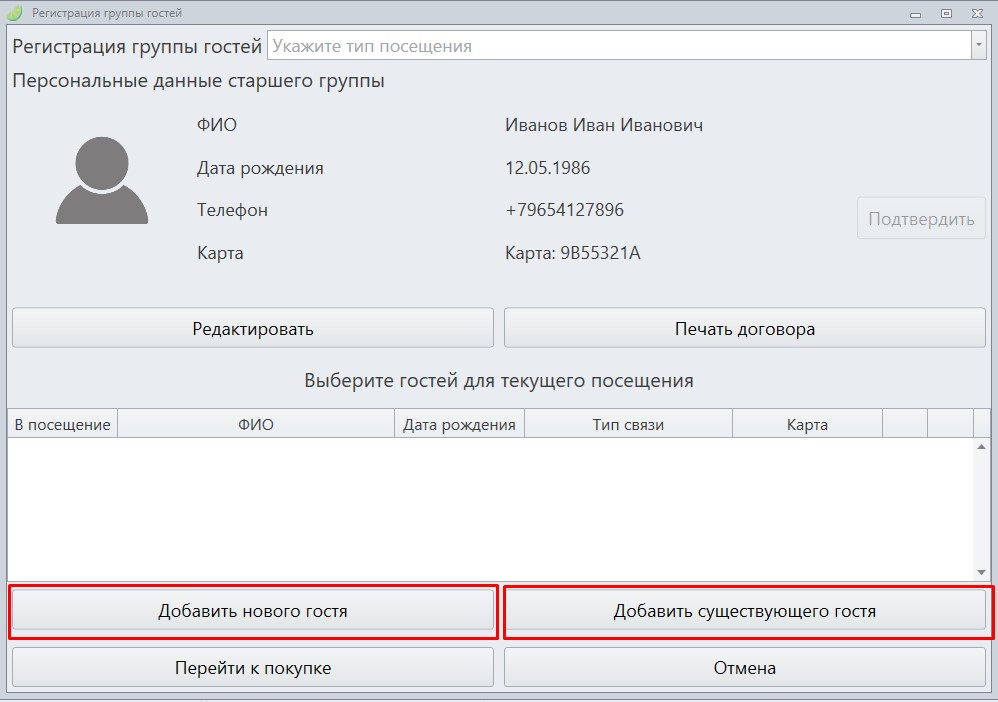 Регистрация группы гостей
Регистрация группы гостей Укажите тип посещения
Персональные данные старшего группы
ФИО Иванов Иван Иванович
Дата рождения 12.05.1986
Телефон +79654127896
Подтвердить
Карта Карта: 9B55321A
Редактировать Печать договора
Выберите гостей для текущего посещения
В посещение ФИО Дата рождения Тип связи Карта
Добавить нового гостя Добавить существующего гостя
Перейти к покупке Отмена